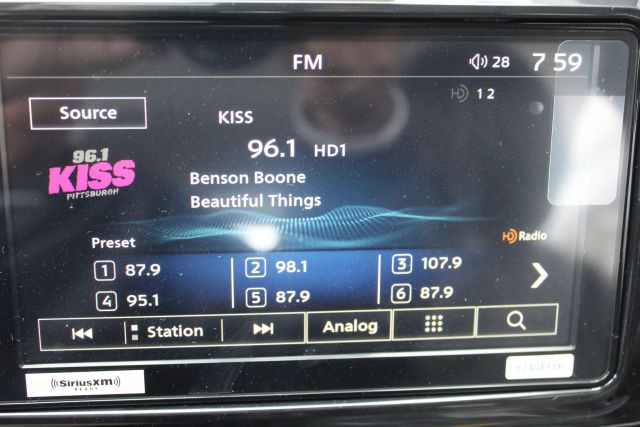 FM
28
7 59
HD 1 2
Source
KISS
96.1 HD1
96.1
KISS
PITTSBURGH
Benson Boone
Beautiful Things
HD Radio
Preset
1 87.9
2 98.1
3 107.9
4 95.1
5 87.9
6 87.9
Station
Analog
((SiriusXM))
READY